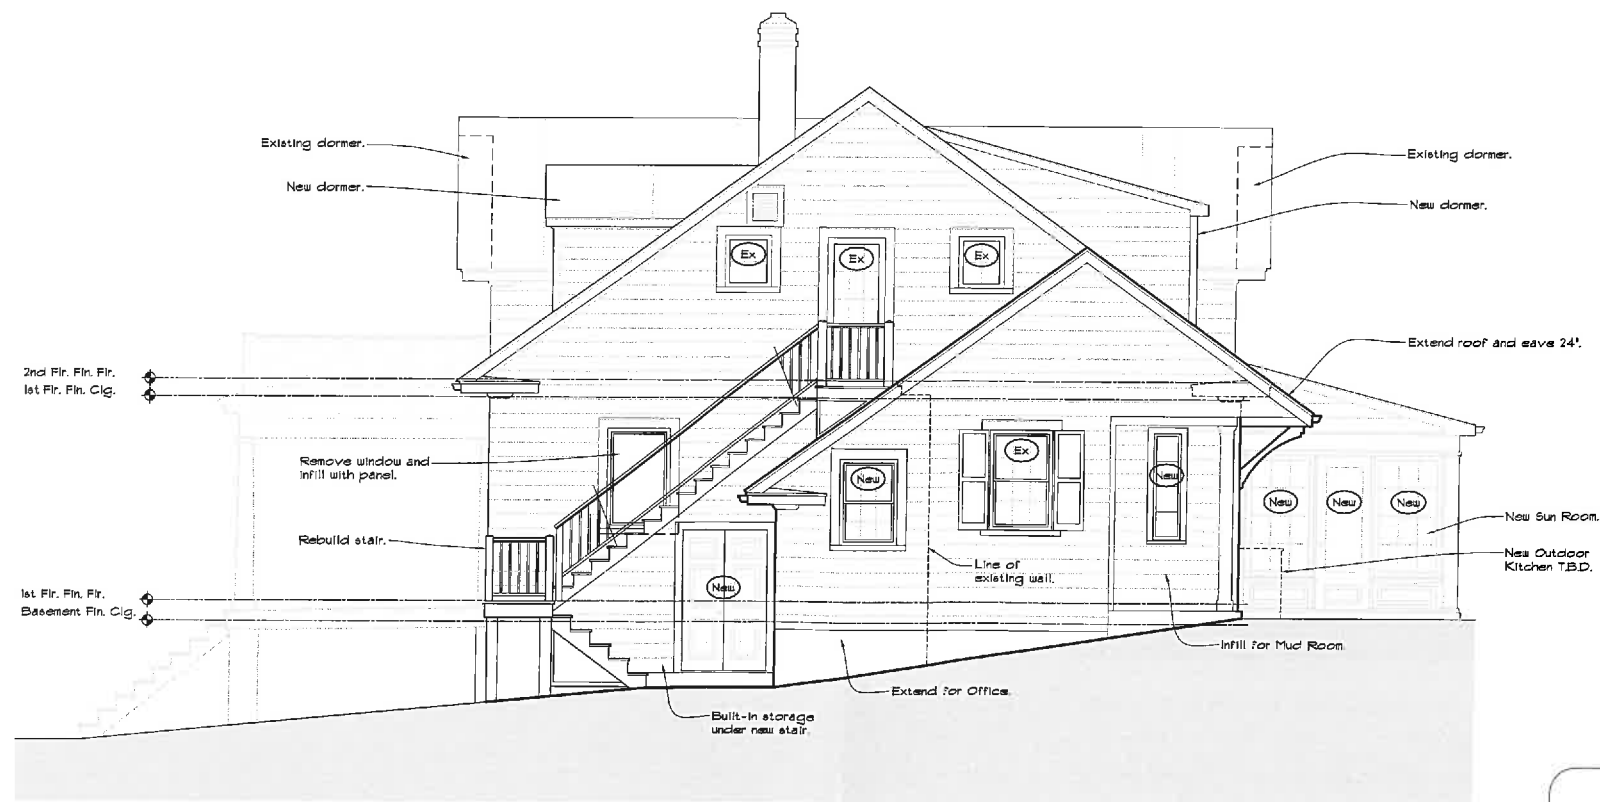 Existing dormer.
New dormer.
Existing dormer.
New dormer.
Ex
Ex
Ex
Extend roof and eave 24".
2nd Flr. Fin. Flr.
1st Flr. Fin. Clg.
Remove window and
infill with panel.
Ex
New
New
New
New
New
New Sun Room.
Rebuild stair.
New Outdoor
Kitchen T.B.D.
Line of
existing wall.
New
1st Flr. Fin. Flr.
Basement Fin. Clg.
Infill for Mud Room.
Extend for Office.
Built-in storage
under new stair.